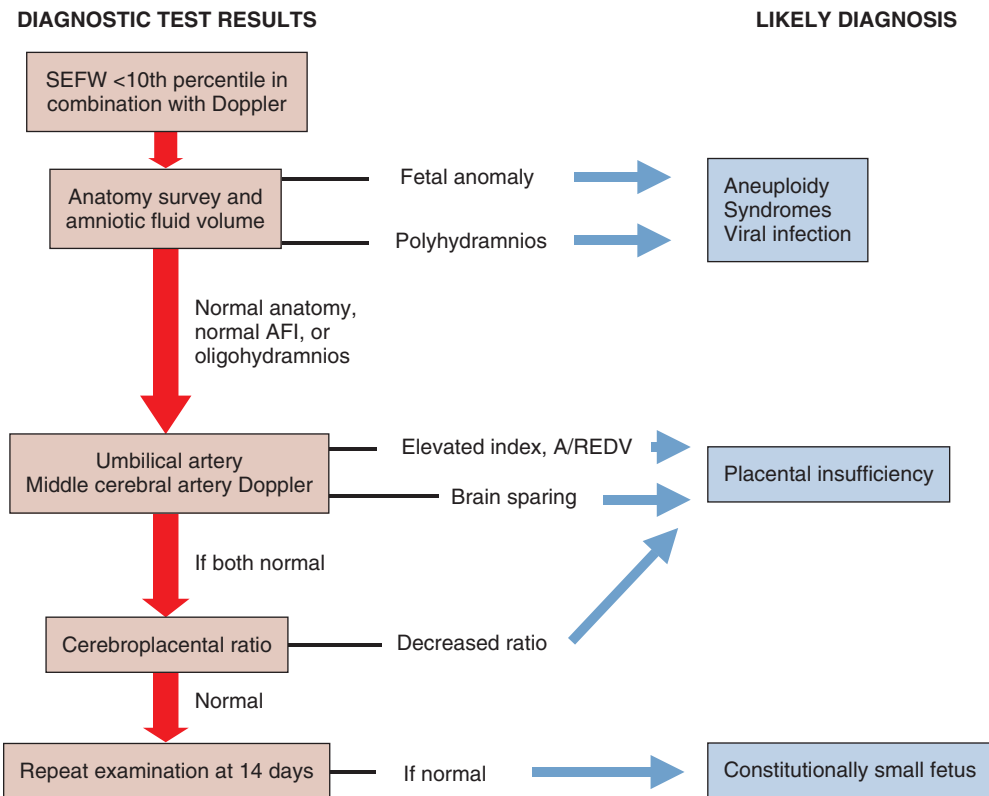 DIAGNOSTIC TEST RESULTS
LIKELY DIAGNOSIS
SEFW <10th percentile in
combination with Doppler
Anatomy survey and
amniotic fluid volume
Fetal anomaly
Polyhydramnios
Aneuploidy
Syndromes
Viral infection
Normal anatomy,
normal AFI, or
oligohydramnios
Umbilical artery
Middle cerebral artery Doppler
Elevated index, A/REDV
Brain sparing
Placental insufficiency
If both normal
Cerebroplacental ratio
Decreased ratio
Normal
Repeat examination at 14 days
If normal
Constitutionally small fetus